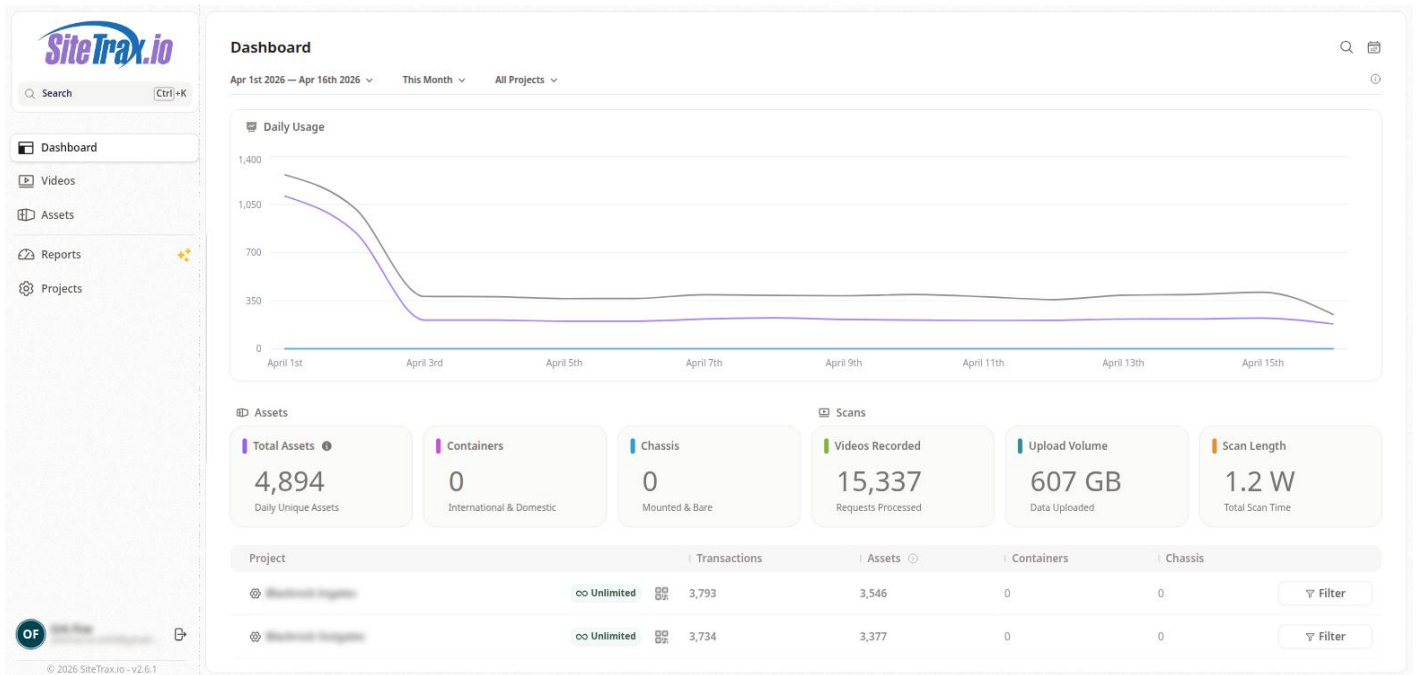 SiteTrax.io
Search Ctrl+K
Dashboard
Videos
Assets
Reports
Projects
OF
© 2026 SiteTrax.io - v2.6.1
Dashboard
Apr 1st 2026 — Apr 16th 2026 This Month All Projects
Daily Usage
1,400
1,050
700
350
0
April 1st April 3rd April 5th April 7th April 9th April 11th April 13th April 15th
Assets
Total Assets
4,894
Daily Unique Assets
Containers
0
International & Domestic
Chassis
0
Mounted & Bare
Scans
Videos Recorded
15,337
Requests Processed
Upload Volume
607 GB
Data Uploaded
Scan Length
1.2 W
Total Scan Time
Project Transactions Assets Containers Chassis
Unlimited 3,793 3,546 0 0 Filter
Unlimited 3,734 3,377 0 0 Filter